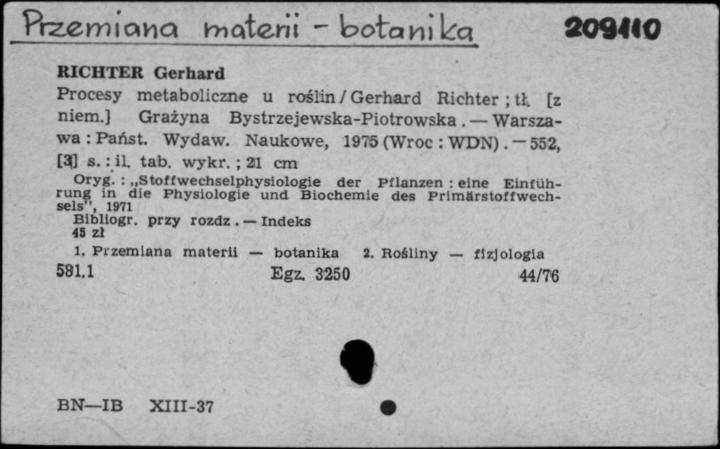 Przemiana materii - botanika 209110
RICHTER Gerhard
Procesy metaboliczne u roślin / Gerhard Richter ; tł. [z
niem.] Grażyna Bystrzejewska-Piotrowska. — Warsza-
wa : Państ. Wydaw. Naukowe, 1975 (Wroc : WDN). — 552,
[3] s. : il. tab. wykr. ; 21 cm
Oryg. : „Stoffwechselphysiologie der Pflanzen : eine Einfüh-
rung in die Physiologie und Biochemie des Primärstoffwech-
sels", 1971
Bibliogr. przy rozdz. — Indeks
45 zł
1. Przemiana materii — botanika 2. Rośliny — fizjologia
581.1 Egz. 3250 44/76
BN—IB XIII-37